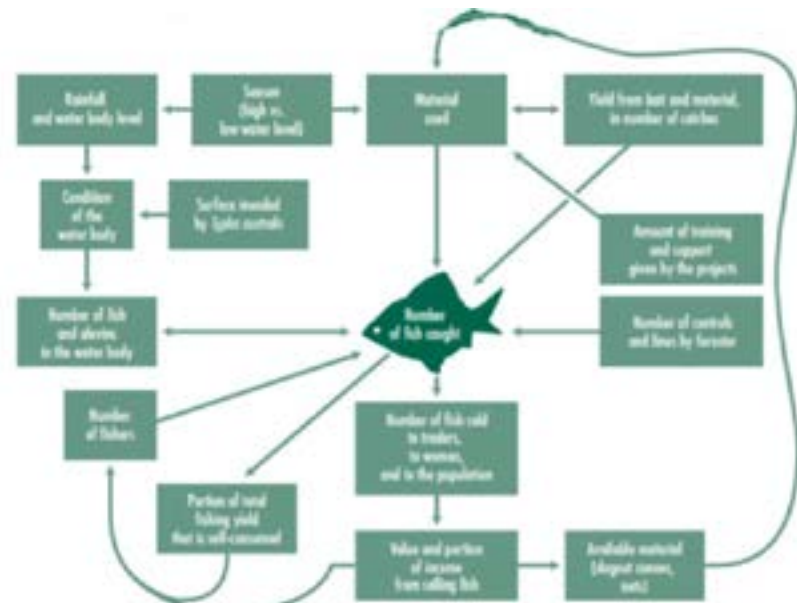 Rainfall
and water body level
Season
(high vs.
low water level)
Material
used
Yield from boat and material,
in number of catches
Condition
of the
water body
Surface invaded
by Typha australis
Amount of training
and support
given by the projects
Number of fish
and alevins
in the water body
Number
of fish caught
Number of controls
and fines by forester
Number
of fishers
Number of fish sold
to traders,
to women,
and to the population
Portion of total
fishing yield
that is self-consumed
Value and portion
of income
from selling fish
Available material
(dugout canoes,
nets)